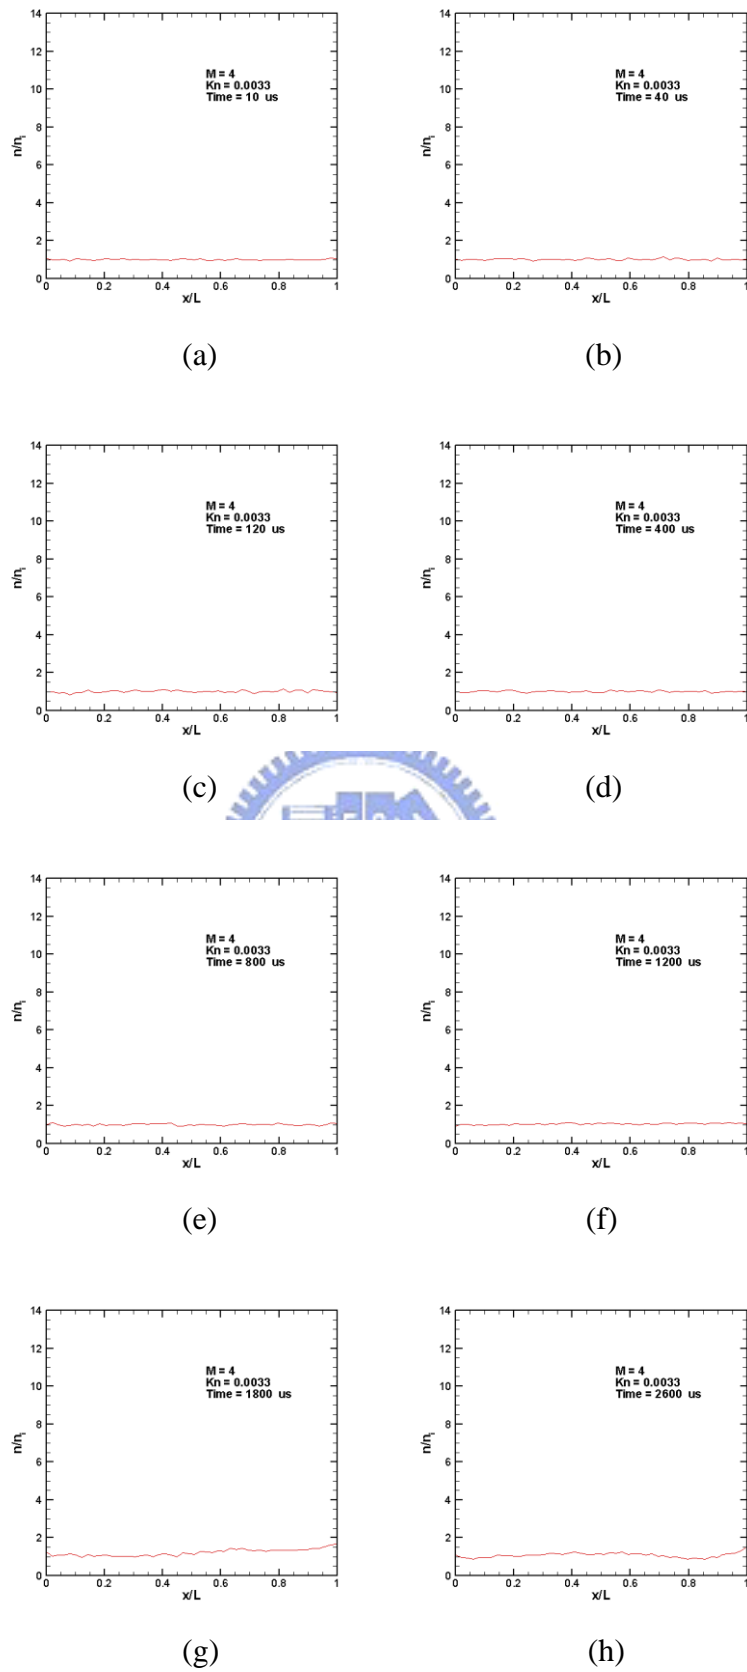 14
12
10
8
6
4
2
0
n/ni
M = 4
Kn = 0.0033
Time = 10 us
0 0.2 0.4 0.6 0.8 1
x/L
(a)
14
12
10
8
6
4
2
0
n/ni
M = 4
Kn = 0.0033
Time = 40 us
0 0.2 0.4 0.6 0.8 1
x/L
(b)
14
12
10
8
6
4
2
0
n/ni
M = 4
Kn = 0.0033
Time = 120 us
0 0.2 0.4 0.6 0.8 1
x/L
(c)
14
12
10
8
6
4
2
0
n/ni
M = 4
Kn = 0.0033
Time = 400 us
0 0.2 0.4 0.6 0.8 1
x/L
(d)
14
12
10
8
6
4
2
0
n/ni
M = 4
Kn = 0.0033
Time = 800 us
0 0.2 0.4 0.6 0.8 1
x/L
(e)
14
12
10
8
6
4
2
0
n/ni
M = 4
Kn = 0.0033
Time = 1200 us
0 0.2 0.4 0.6 0.8 1
x/L
(f)
14
12
10
8
6
4
2
0
n/ni
M = 4
Kn = 0.0033
Time = 1800 us
0 0.2 0.4 0.6 0.8 1
x/L
(g)
14
12
10
8
6
4
2
0
n/ni
M = 4
Kn = 0.0033
Time = 2600 us
0 0.2 0.4 0.6 0.8 1
x/L
(h)